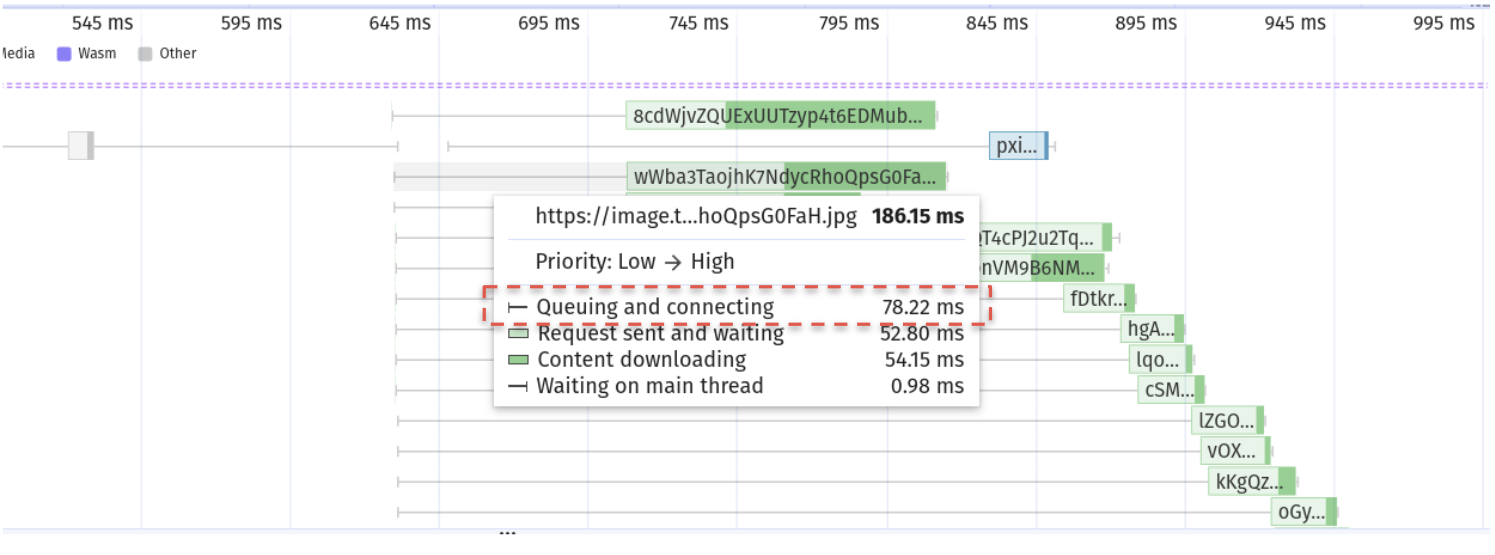 545 ms 595 ms 645 ms 695 ms 745 ms 795 ms 845 ms 895 ms 945 ms 995 ms
Media Wasm Other
8cdWjvZQUExUUTzyp4t6EDMub...
pxi...
wWba3TaojhK7NdycRhoQpsG0Fa...
https://image.t...hoQpsG0FaH.jpg 186.15 ms
QT4cPJ2u2Tq...
Priority: Low → High
nVM9B6NM...
Queuing and connecting 78.22 ms
fDtkr...
Request sent and waiting 52.80 ms
hgA...
Content downloading 54.15 ms
lqo...
Waiting on main thread 0.98 ms
cSM...
lZGO...
vOX...
kKgQz...
oGy...
...